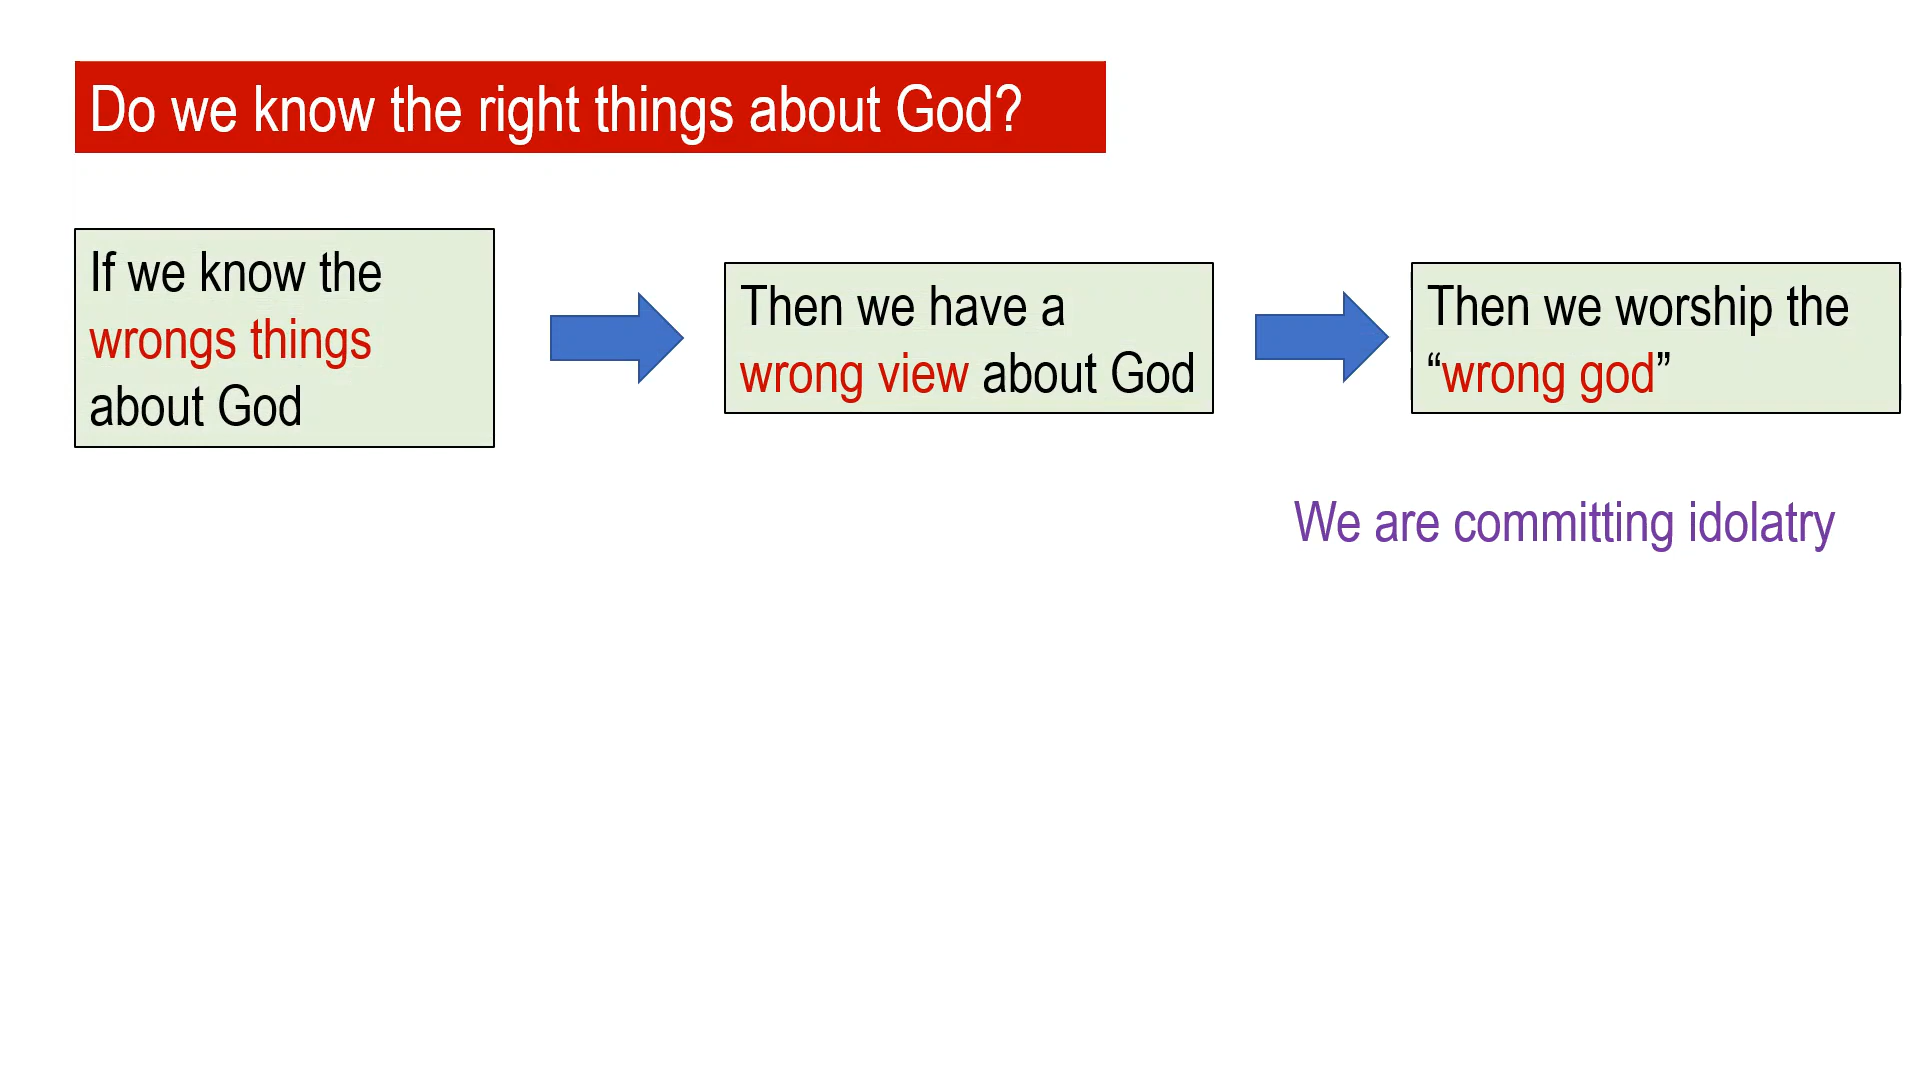 Do we know the right things about God?
If we know the
wrongs things
about God
Then we have a
wrong view about God
Then we worship the
“wrong god”
We are committing idolatry